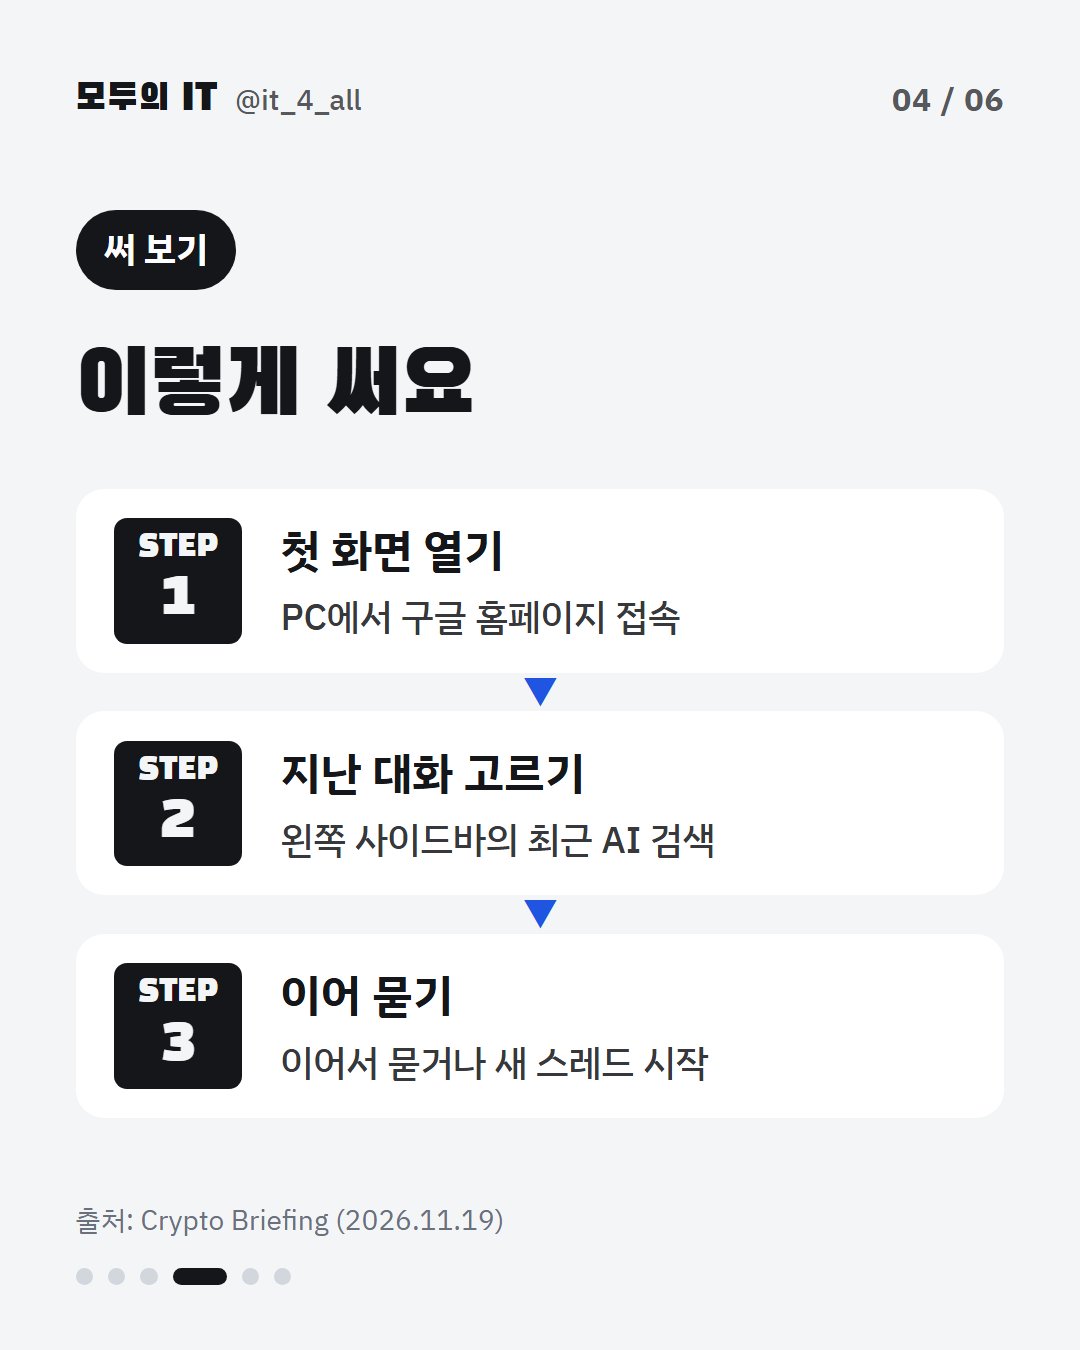 모두의 IT @it_4_all
04 / 06
써 보기
이렇게 써요
STEP
1
첫 화면 열기
PC에서 구글 홈페이지 접속
▼
STEP
2
지난 대화 고르기
왼쪽 사이드바의 최근 AI 검색
▼
STEP
3
이어 묻기
이어서 묻거나 새 스레드 시작
출처: Crypto Briefing (2026.11.19)